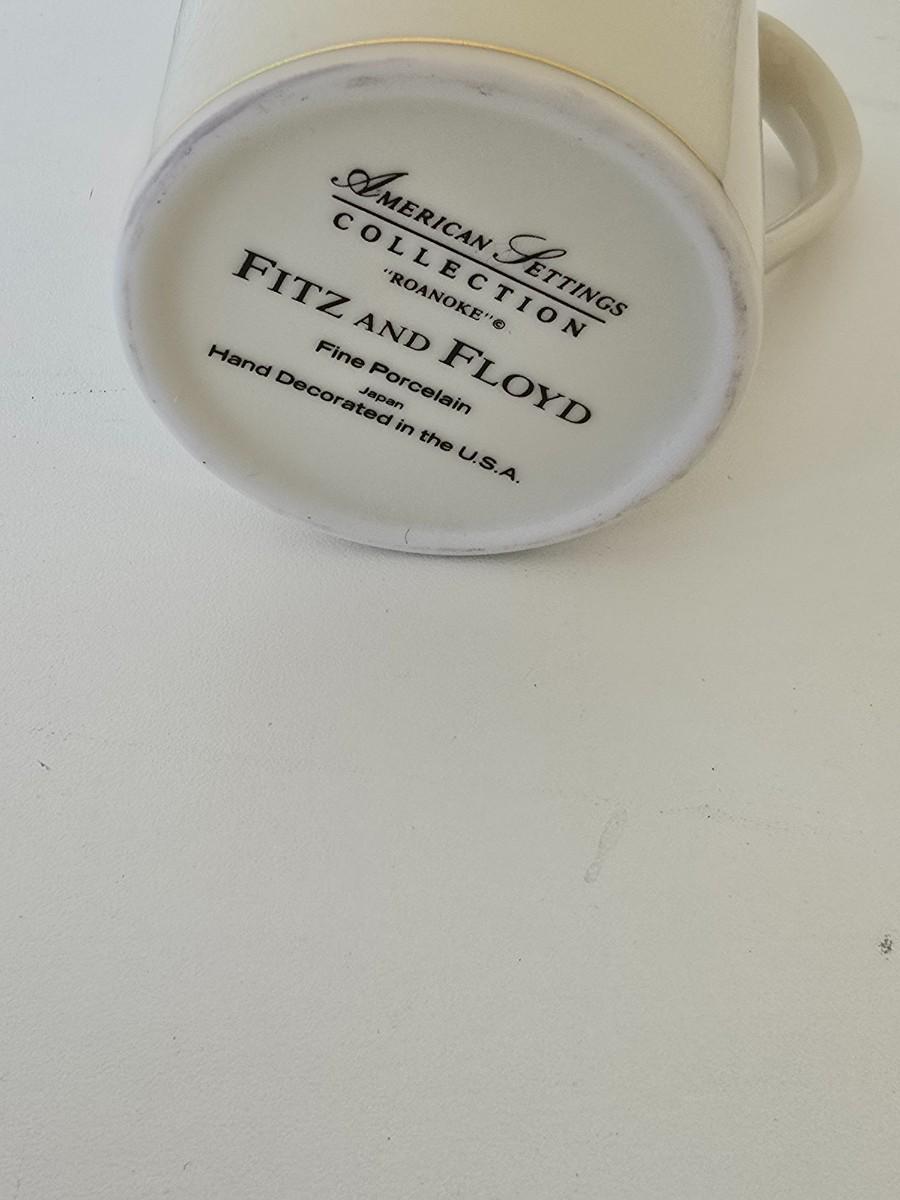 American Settings
COLLECTION
"ROANOKE"©
FITZ AND FLOYD
Fine Porcelain
Japan
Hand Decorated in the U.S.A.